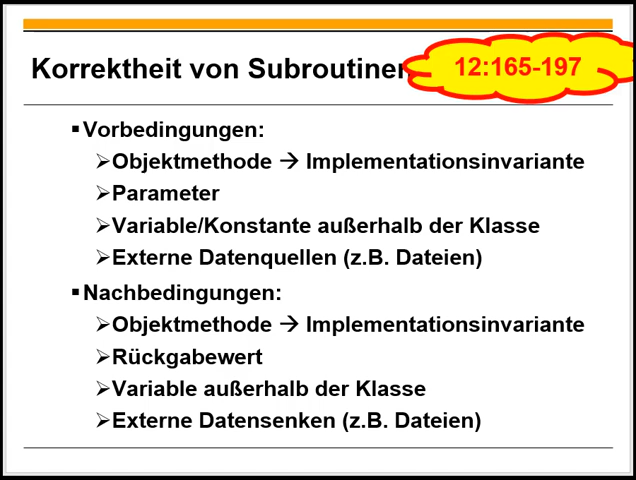 Korrektheit von Subroutinen
12:165-197
▪Vorbedingungen:
➢Objektmethode → Implementationsinvariante
➢Parameter
➢Variable/Konstante außerhalb der Klasse
➢Externe Datenquellen (z.B. Dateien)
▪Nachbedingungen:
➢Objektmethode → Implementationsinvariante
➢Rückgabewert
➢Variable außerhalb der Klasse
➢Externe Datensenken (z.B. Dateien)